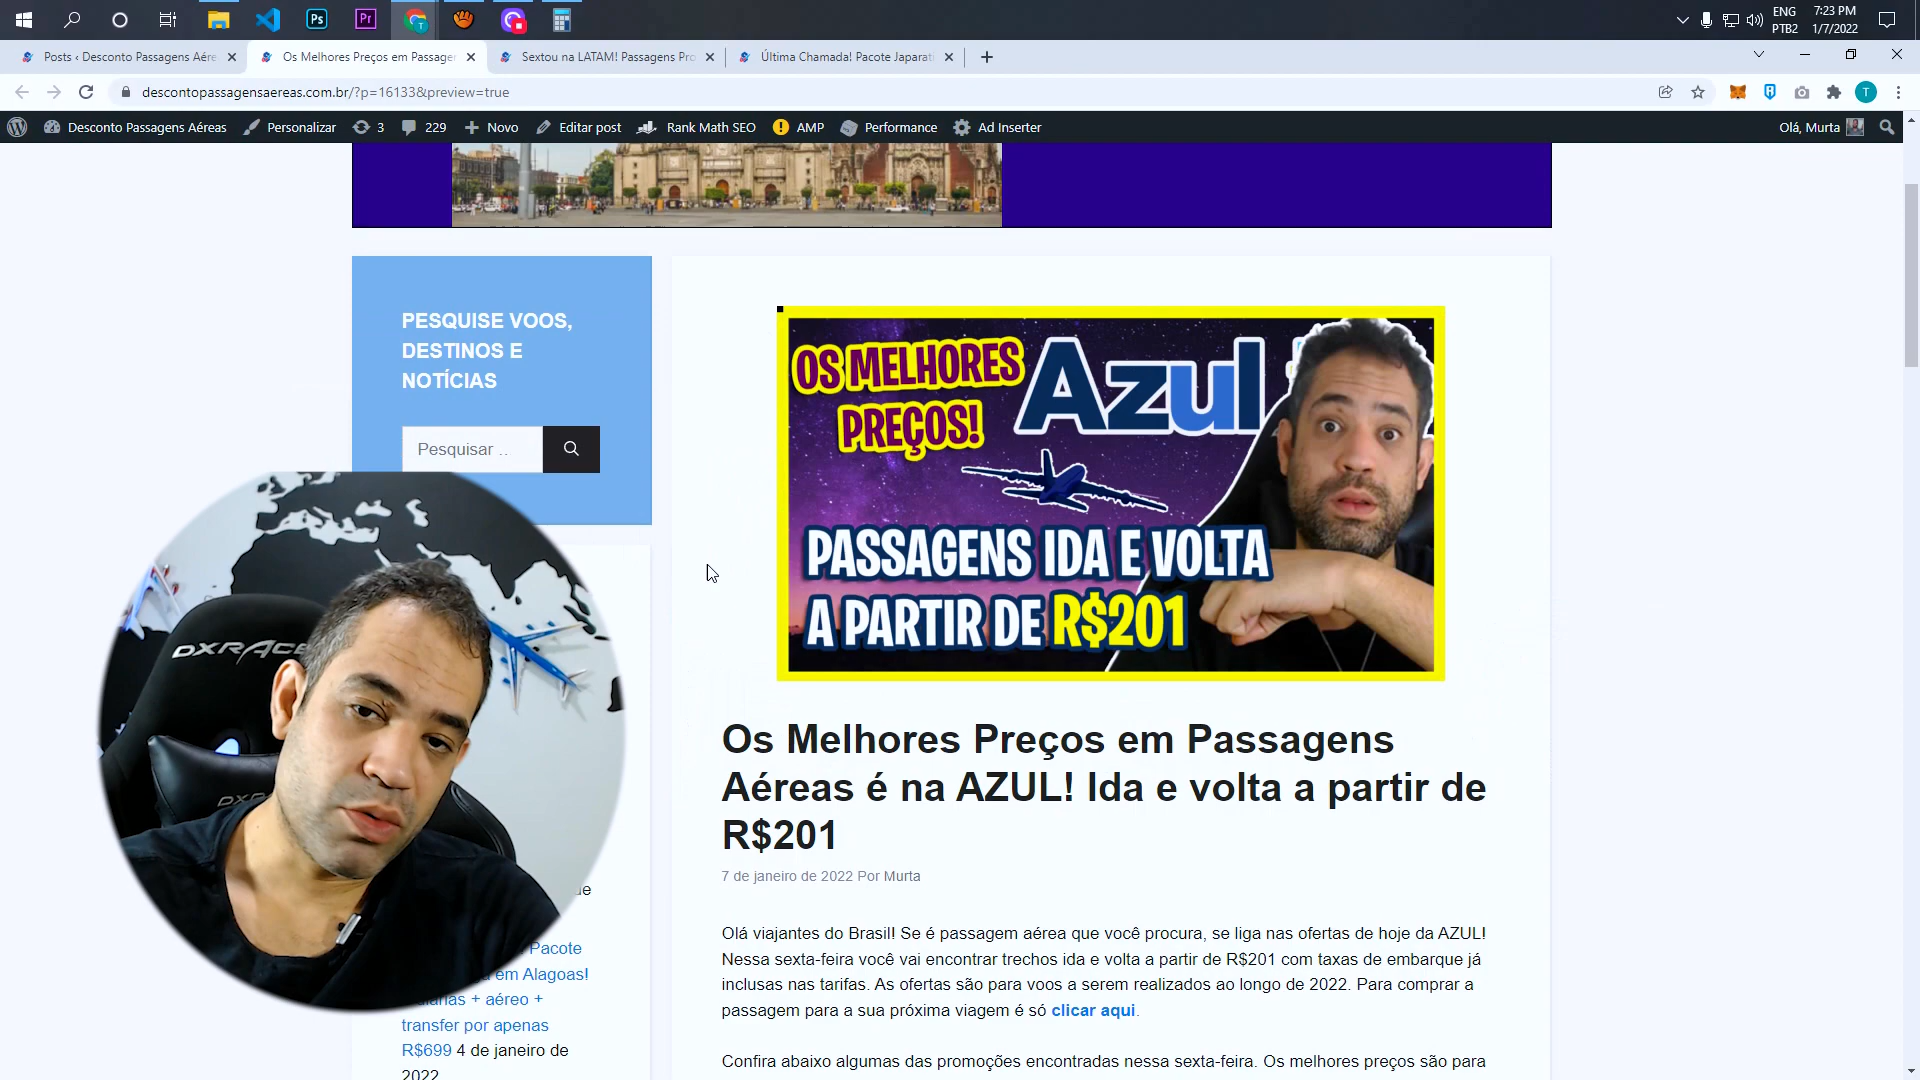 ENG
7:23 PM
PTB2
1/7/2022
Posts ‹ Desconto Passagens Aére
Os Melhores Preços em Passager
Sextou na LATAM! Passagens Pro
Última Chamada! Pacote Japarati
descontopassagensaereas.com.br/?p=16133&preview=true
T
Desconto Passagens Aéreas
Personalizar
3
229
Novo
Editar post
Rank Math SEO
AMP
Performance
Ad Inserter
Olá, Murta
PESQUISE VOOS,
DESTINOS E
NOTÍCIAS
Pesquisar ..
OS MELHORES
PREÇOS!
Azul
PASSAGENS IDA E VOLTA
A PARTIR DE R$201
DXRACE
Os Melhores Preços em Passagens
Aéreas é na AZUL! Ida e volta a partir de
R$201
7 de janeiro de 2022 Por Murta
Olá viajantes do Brasil! Se é passagem aérea que você procura, se liga nas ofertas de hoje da AZUL!
Nessa sexta-feira você vai encontrar trechos ida e volta a partir de R$201 com taxas de embarque já
inclusas nas tarifas. As ofertas são para voos a serem realizados ao longo de 2022. Para comprar a
passagem para a sua próxima viagem é só clicar aqui.
Confira abaixo algumas das promoções encontradas nessa sexta-feira. Os melhores preços são para
de
Pacote
em Alagoas!
+ aéreo +
transfer por apenas
R$699 4 de janeiro de
2022